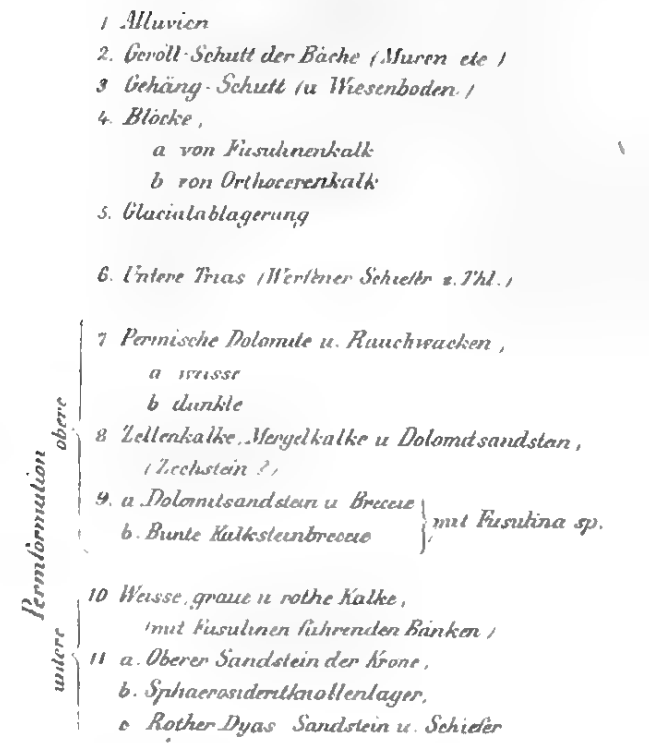 1 Alluvien
2. Geröll-Schutt der Bäche (Muren etc)
3 Gehäng-Schutt (u Wiesenboden.)
4. Blöcke,
a von Fusulinenkalk
b von Orthocerenkalk
5. Glacialablagerung
6. Untere Trias (Werfener Schiefer z. Thl.)
Permformation
obere
7 Permische Dolomite u. Rauchwacken,
a weisse
b dunkle
8 Zellenkalke, Mergelkalke u Dolomitsandstein,
(Zechstein ?)
9. a Dolomitsandstein u Breccie
b. Bunte Kalksteinbreccie
mit Fusulina sp.
untere
10 Weisse, graue u rothe Kalke,
(mit Fusulinen führenden Bänken)
11 a. Oberer Sandstein der Krone,
b. Sphaerosideritknollenlager,
c Rother Dyas Sandstein u. Schiefer